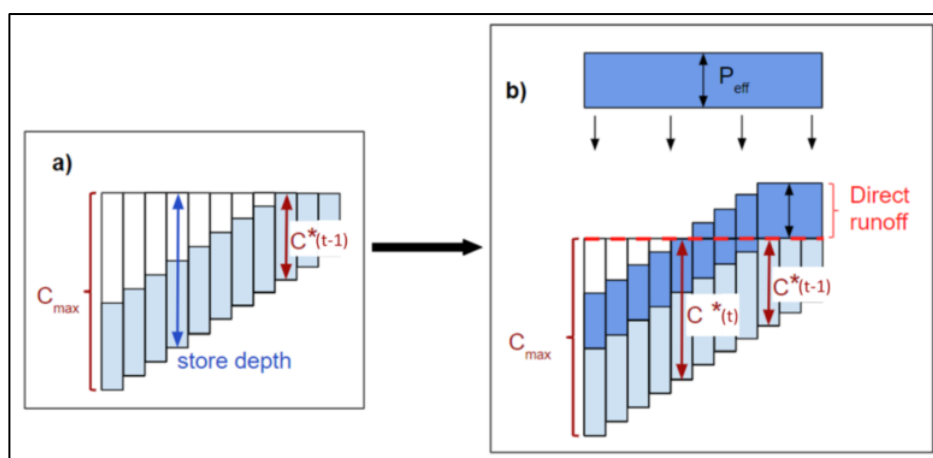 a)
C*(t-1)
Cmax
store depth
b)
Peff
Direct
runoff
C*(t-1)
C*(t)
Cmax